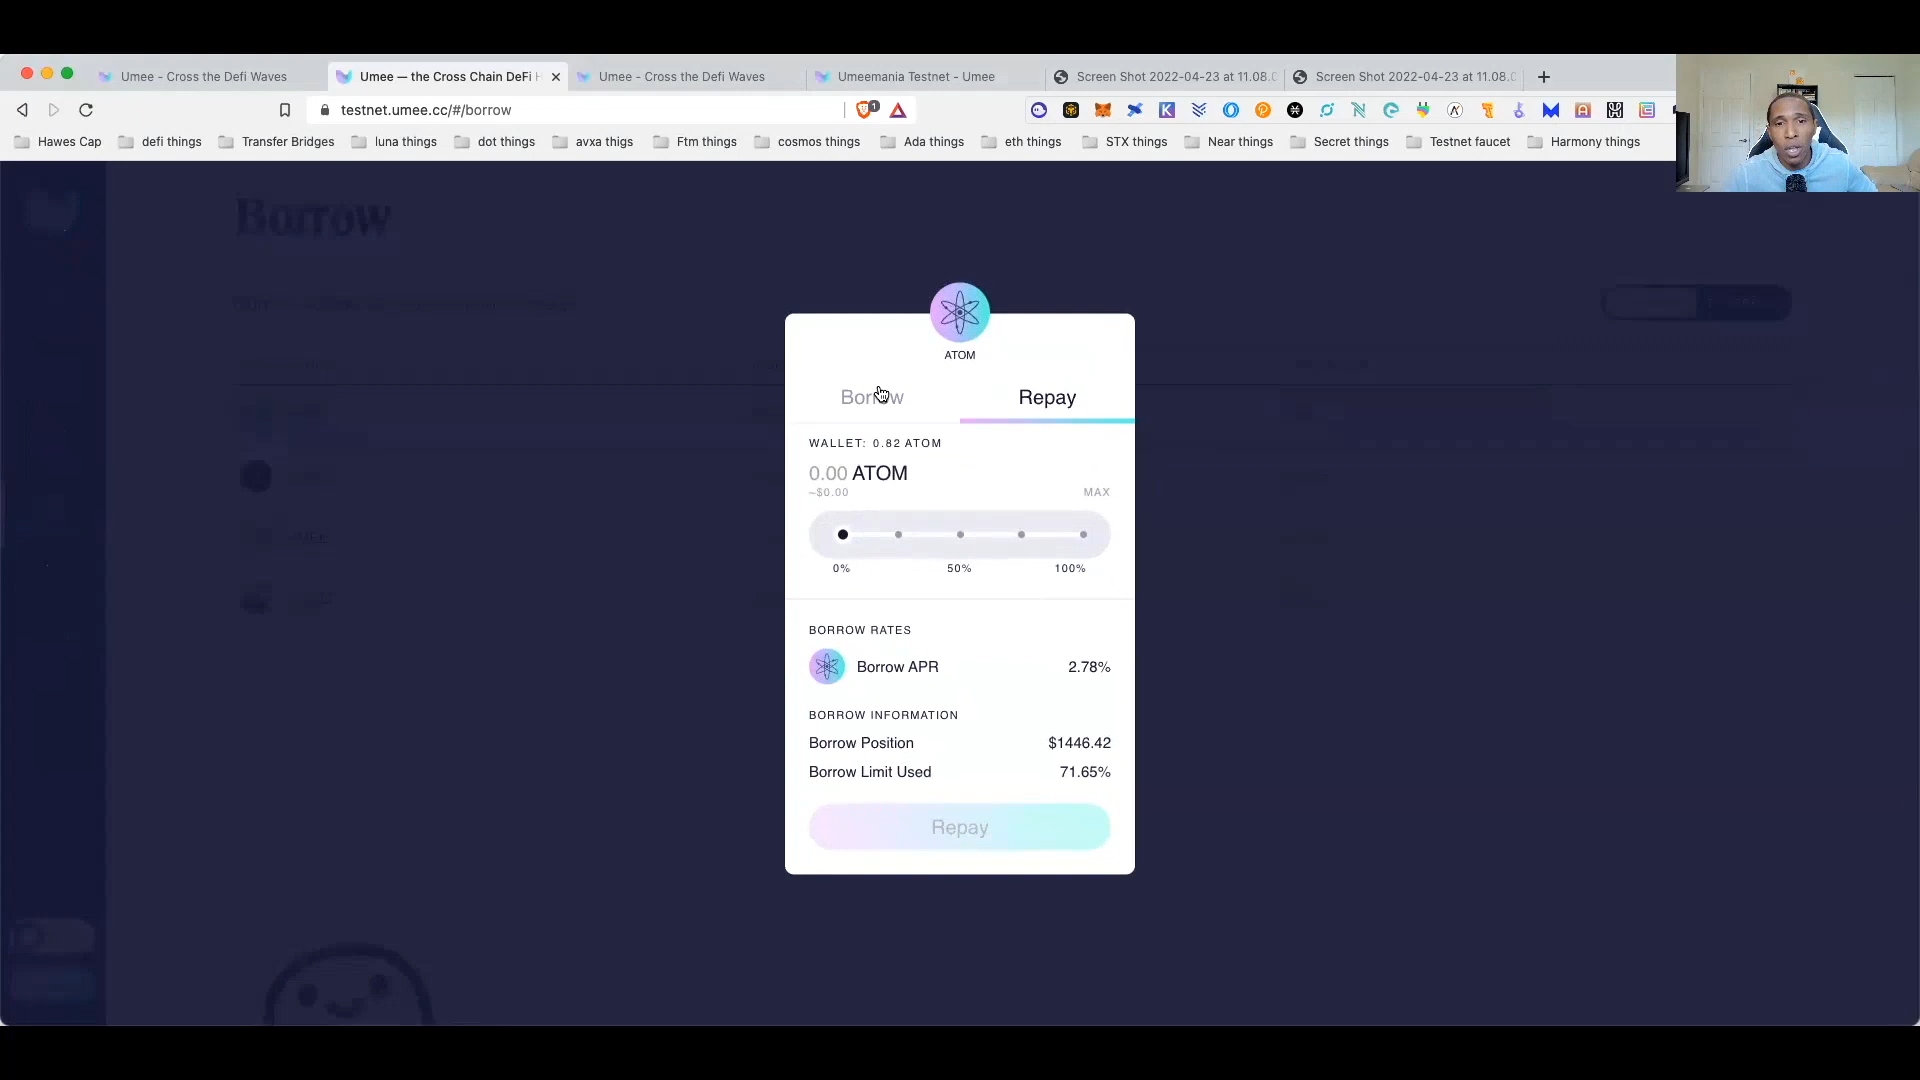 Umee - Cross the Defi Waves
Umee — the Cross Chain DeFi H
Umee - Cross the Defi Waves
Umeemania Testnet - Umee
Screen Shot 2022-04-23 at 11.08.0
Screen Shot 2022-04-23 at 11.08.0
testnet.umee.cc/#/borrow
1
Hawes Cap
defi things
Transfer Bridges
luna things
dot things
avxa thigs
Ftm things
cosmos things
Ada things
eth things
STX things
Near things
Secret things
Testnet faucet
Harmony things
Borrow
ATOM
Borrow
Repay
WALLET: 0.82 ATOM
0.00 ATOM
~$0.00
MAX
0%
50%
100%
BORROW RATES
Borrow APR
2.78%
BORROW INFORMATION
Borrow Position
$1446.42
Borrow Limit Used
71.65%
Repay